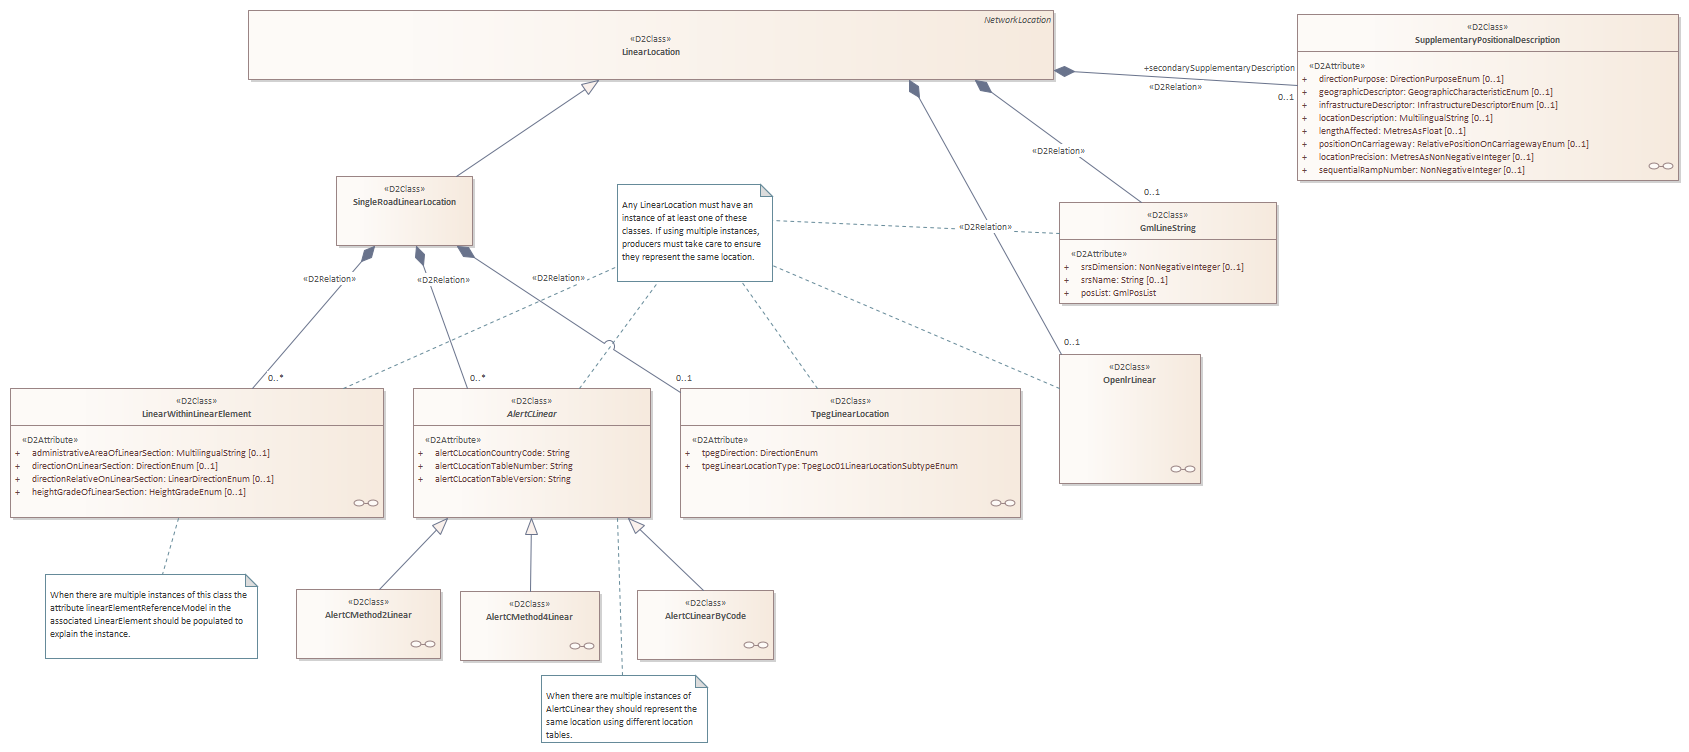 NetworkLocation
«D2Class»
LinearLocation
«D2Class»
SupplementaryPositionalDescription
«D2Attribute»
+ directionPurpose: DirectionPurposeEnum [0..1]
+ geographicDescriptor: GeographicCharacteristicEnum [0..1]
+ infrastructureDescriptor: InfrastructureDescriptorEnum [0..1]
+ locationDescription: MultilingualString [0..1]
+ lengthAffected: MetresAsFloat [0..1]
+ positionOnCarriageway: RelativePositionOnCarriagewayEnum [0..1]
+ locationPrecision: MetresAsNonNegativeInteger [0..1]
+ sequentialRampNumber: NonNegativeInteger [0..1]
+secondarySupplementaryDescription
«D2Relation»
0..1
«D2Relation»
0..1
«D2Class»
SingleRoadLinearLocation
Any LinearLocation must have an
instance of at least one of these
classes. If using multiple instances,
producers must take care to ensure
they represent the same location.
«D2Relation»
«D2Class»
GmlLineString
«D2Attribute»
+ srsDimension: NonNegativeInteger [0..1]
+ srsName: String [0..1]
+ posList: GmlPosList
«D2Relation»
«D2Relation»
«D2Relation»
0..1
«D2Class»
OpenlrLinear
0..*
0..*
0..1
«D2Class»
LinearWithinLinearElement
«D2Attribute»
+ administrativeAreaOfLinearSection: MultilingualString [0..1]
+ directionOnLinearSection: DirectionEnum [0..1]
+ directionRelativeOnLinearSection: LinearDirectionEnum [0..1]
+ heightGradeOfLinearSection: HeightGradeEnum [0..1]
«D2Class»
AlertCLinear
«D2Attribute»
+ alertCLocationCountryCode: String
+ alertCLocationTableNumber: String
+ alertCLocationTableVersion: String
«D2Class»
TpegLinearLocation
«D2Attribute»
+ tpegDirection: DirectionEnum
+ tpegLinearLocationType: TpegLoc01LinearLocationSubtypeEnum
When there are multiple instances of this class the
attribute linearElementReferenceModel in the
associated LinearElement should be populated to
explain the instance.
«D2Class»
AlertCMethod2Linear
«D2Class»
AlertCMethod4Linear
«D2Class»
AlertCLinearByCode
When there are multiple instances of
AlertCLinear they should represent the
same location using different location
tables.